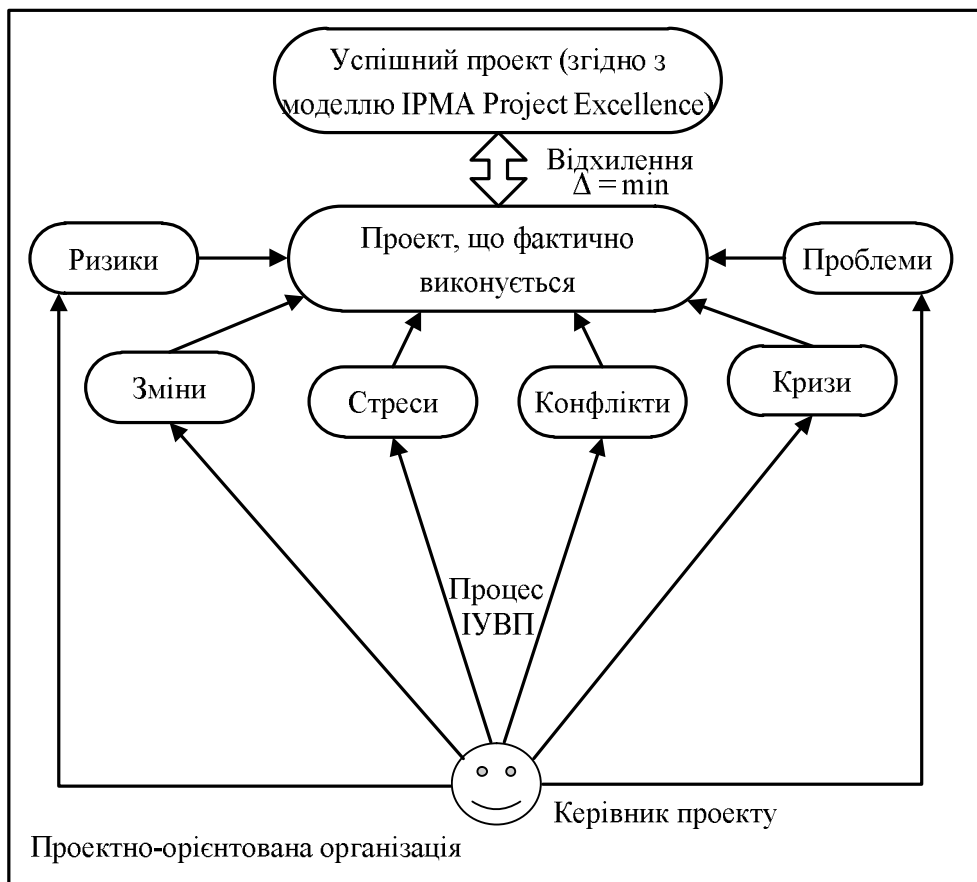 Успішний проект (згідно з
моделлю IPMA Project Excellence)
Відхилення
Δ = min
Проект, що фактично
виконується
Ризики
Проблеми
Зміни
Стреси
Конфлікти
Кризи
Процес
ІУВП
Керівник проекту
Проектно-орієнтована організація